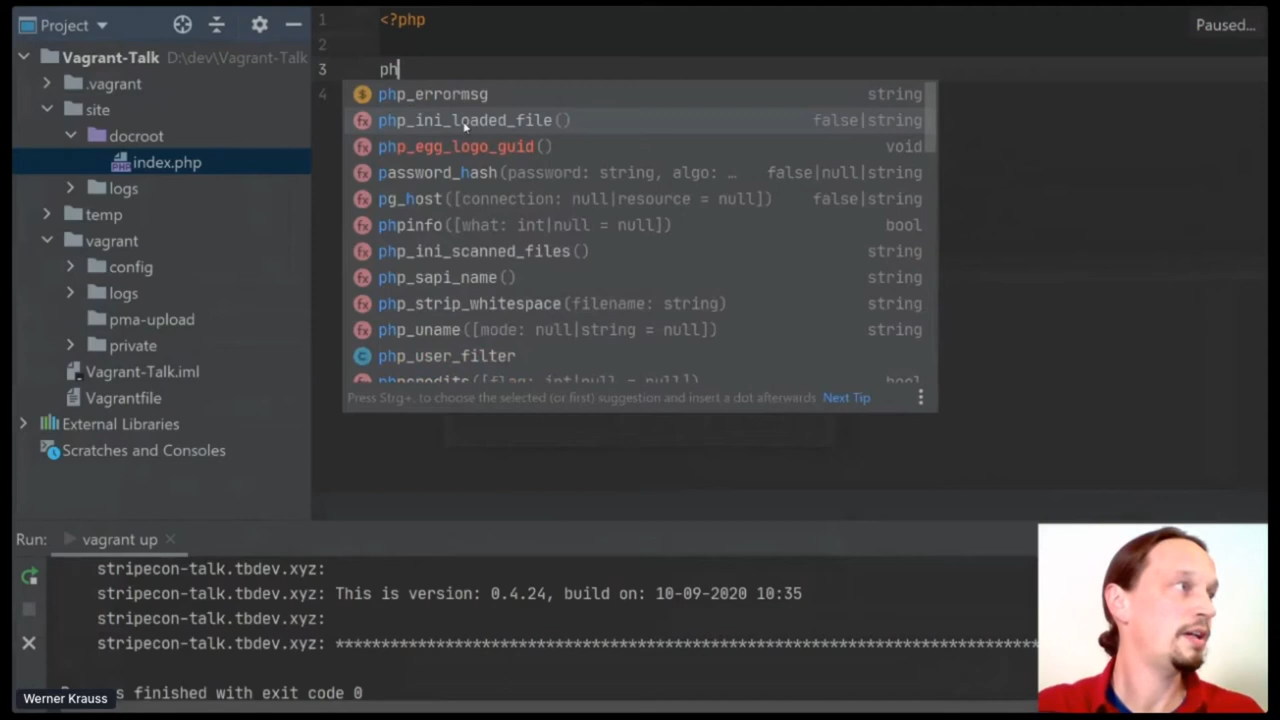 Project
Vagrant-Talk D:\dev\Vagrant-Talk
.vagrant
site
docroot
index.php
logs
temp
vagrant
config
logs
pma-upload
private
Vagrant-Talk.iml
Vagrantfile
External Libraries
Scratches and Consoles
Paused...
1 <?php
2
3 ph
4
php_errormsg string
php_ini_loaded_file() false|string
php_egg_logo_guid() void
password_hash(password: string, algo: … false|null|string
pg_host([connection: null|resource = null]) false|string
phpinfo([what: int|null = null]) bool
php_ini_scanned_files() string
php_sapi_name() string
php_strip_whitespace(filename: string) string
php_uname([mode: null|string = null]) string
php_user_filter
phpcredits([flag: int|null = null]) bool
Press Strg+. to choose the selected (or first) suggestion and insert a dot afterwards Next Tip
Run: vagrant up
stripecon-talk.tbdev.xyz:
stripecon-talk.tbdev.xyz: This is version: 0.4.24, build on: 10-09-2020 10:35
stripecon-talk.tbdev.xyz:
stripecon-talk.tbdev.xyz: ****************************************************************************
s finished with exit code 0
Werner Krauss